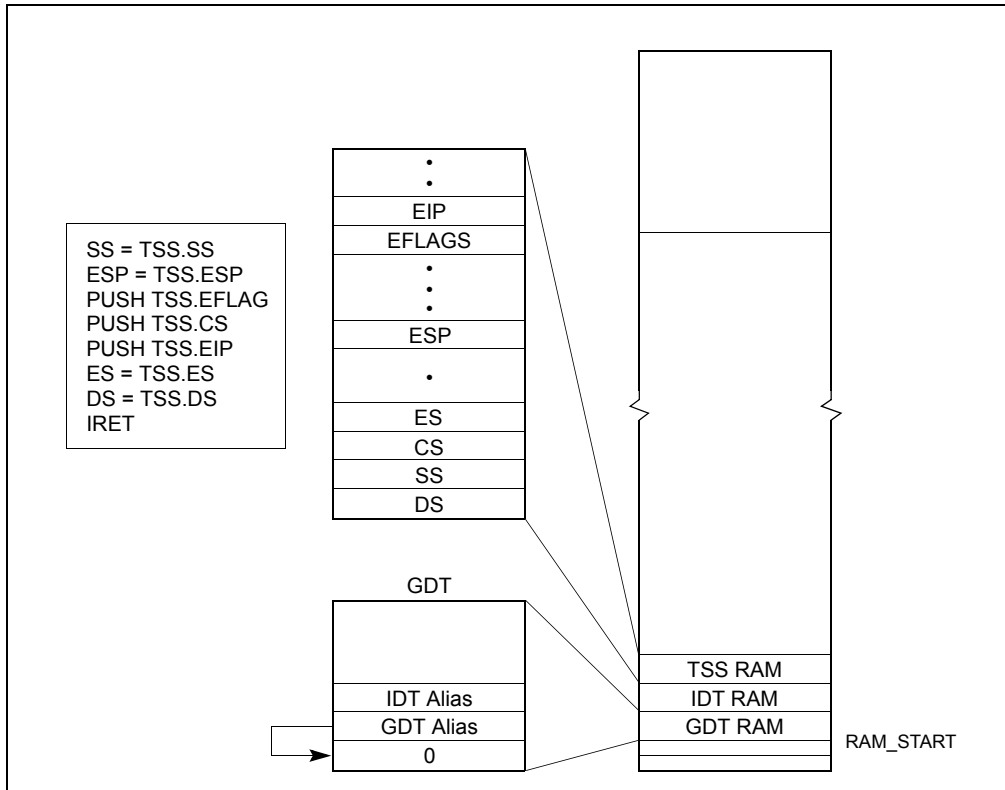 SS = TSS.SS
ESP = TSS.ESP
PUSH TSS.EFLAG
PUSH TSS.CS
PUSH TSS.EIP
ES = TSS.ES
DS = TSS.DS
IRET
EIP
EFLAGS
ESP
ES
CS
SS
DS
GDT
IDT Alias
GDT Alias
0
TSS RAM
IDT RAM
GDT RAM
RAM_START